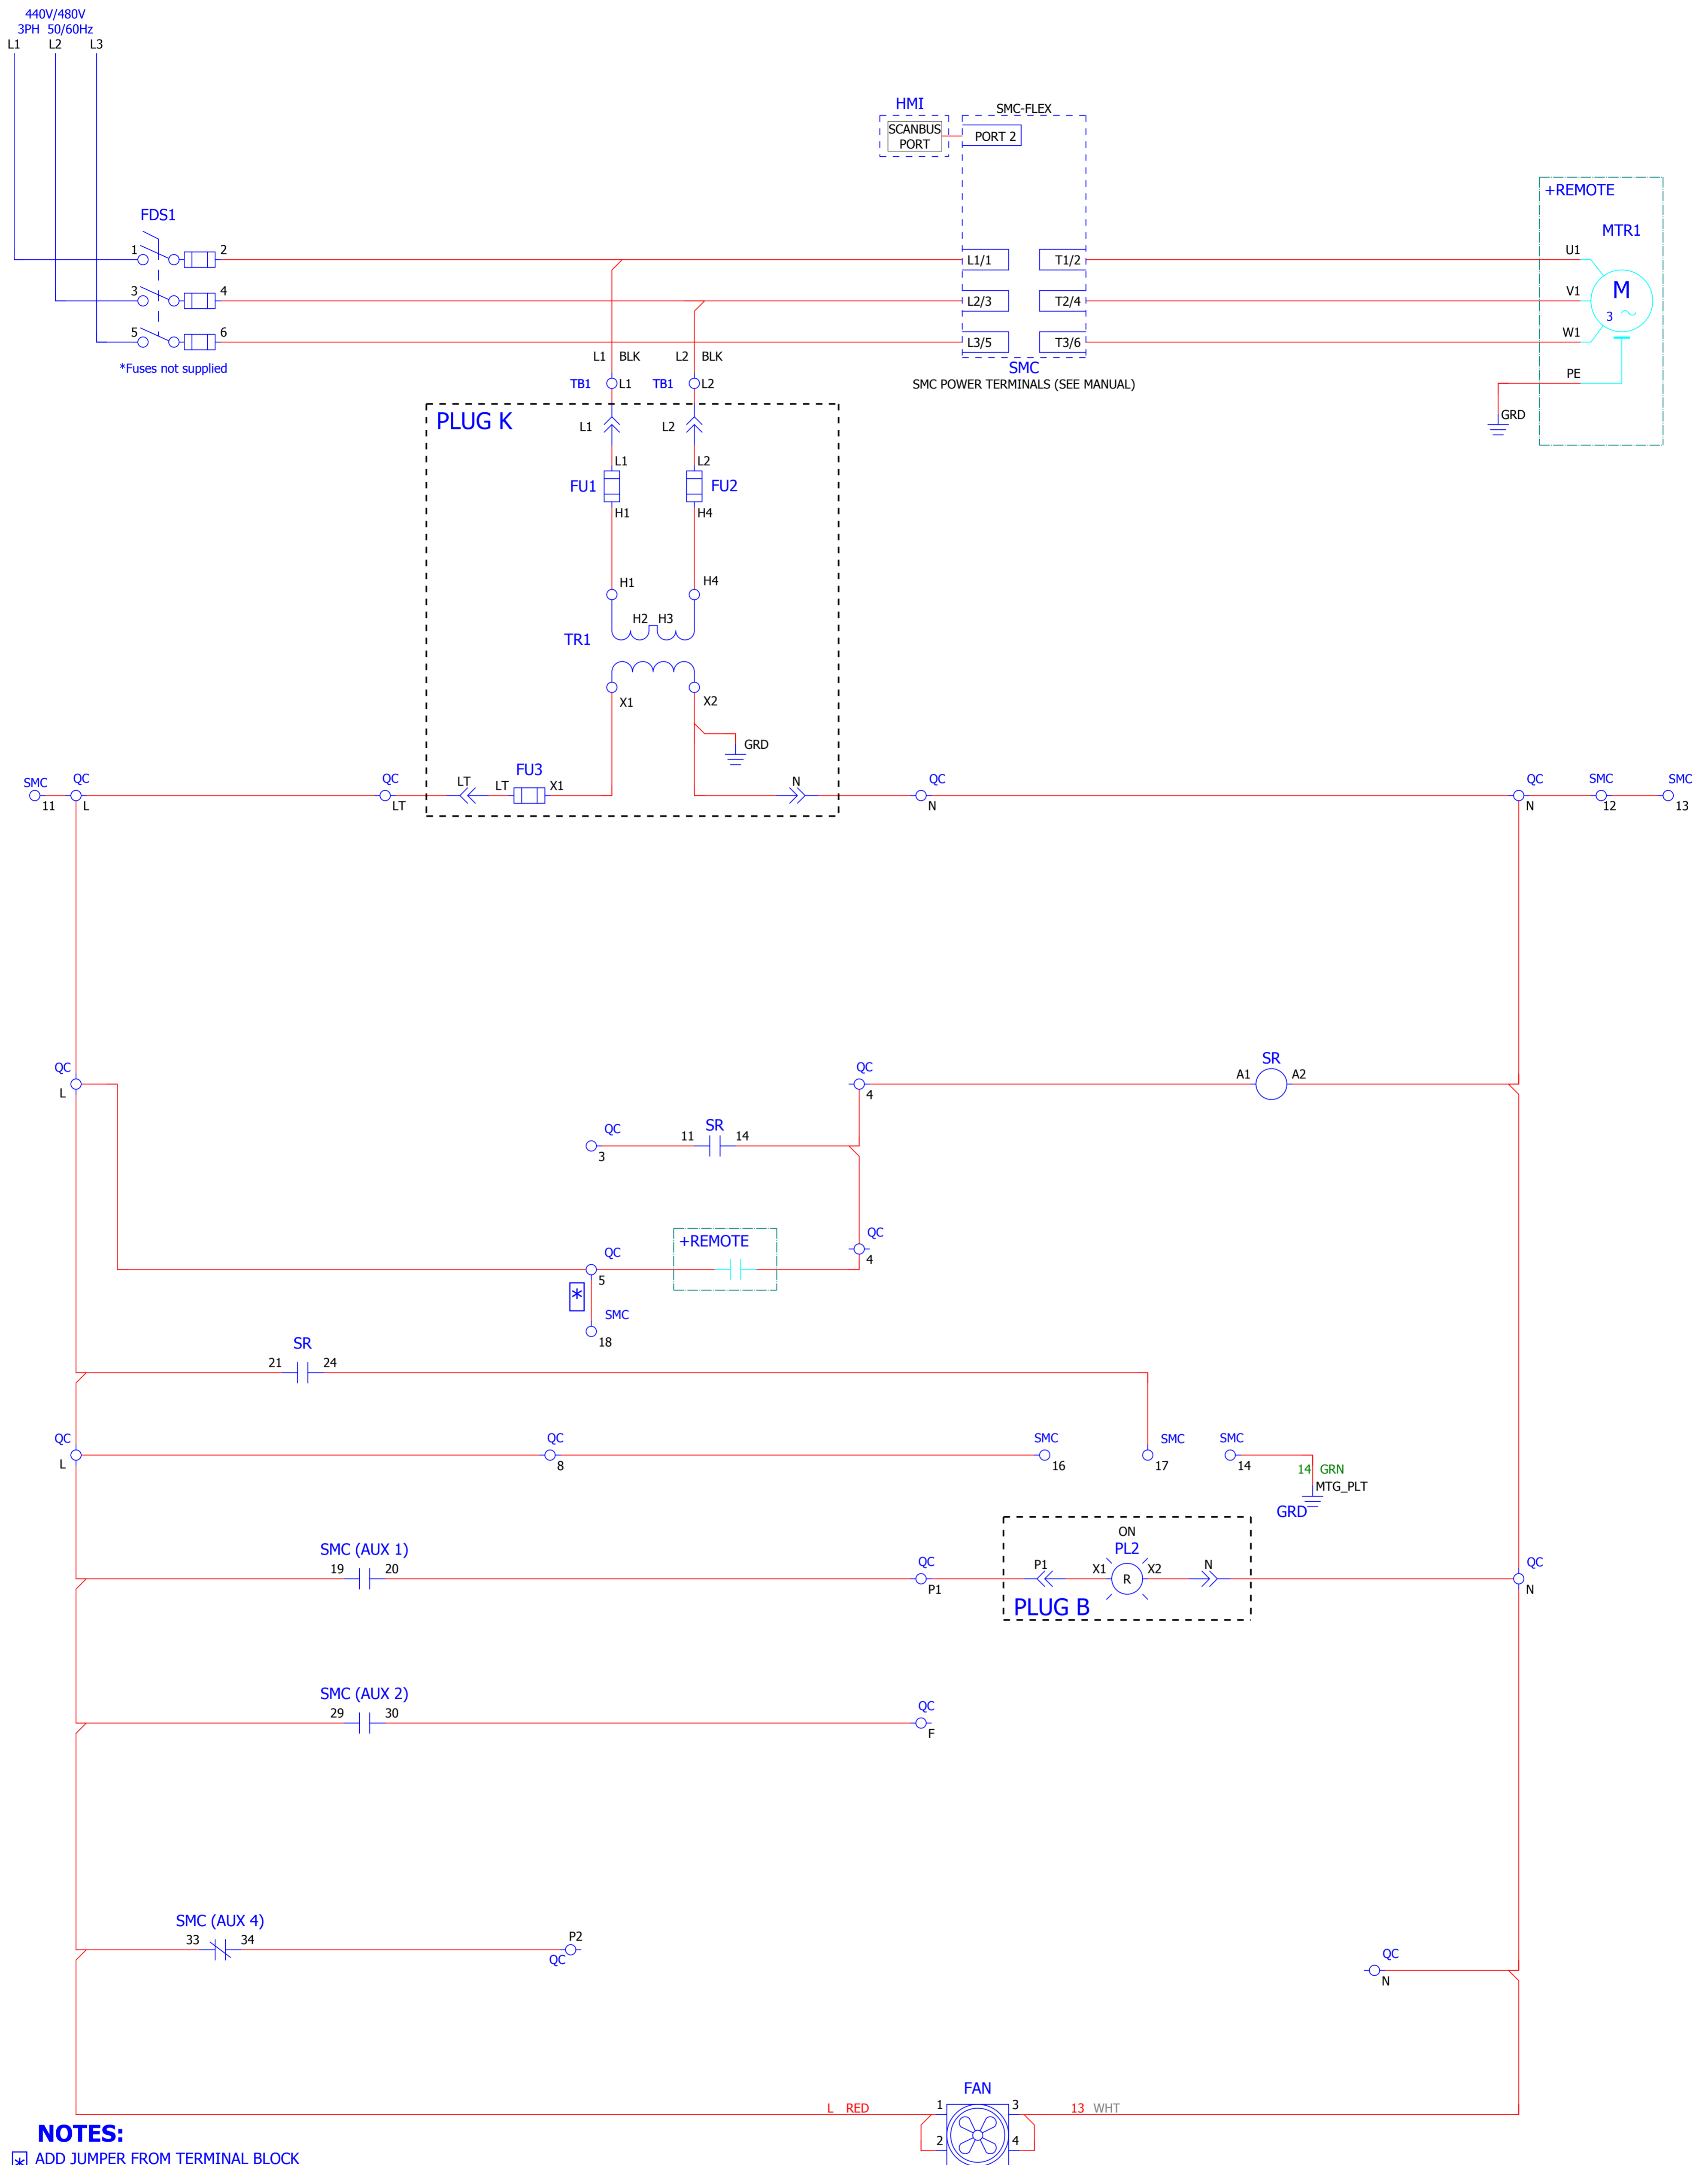 440V/480V
3PH 50/60Hz
L1 L2 L3
HMI
SMC-FLEX
SCANBUS
PORT
PORT 2
+REMOTE
FDS1
MTR1
1 2
L1/1 T1/2
U1
3 4
L2/3 T2/4
V1
M
3
5 6
L3/5 T3/6
W1
*Fuses not supplied
L1 BLK L2 BLK
SMC
PE
TB1 L1 TB1 L2
SMC POWER TERMINALS (SEE MANUAL)
GRD
PLUG K
L1 L2
L1 L2
FU1 FU2
H1 H4
H1 H4
H2 H3
TR1
X1 X2
GRD
FU3
SMC QC QC LT LT X1 N QC QC SMC SMC
11 L LT N N 12 13
QC QC SR
A1 A2
L 4
QC SR
11 14
3
QC
+REMOTE
4
QC
5
*
SMC
18
SR
21 24
QC QC SMC SMC SMC
L 8 16 17 14
14 GRN
MTG_PLT
GRD
ON
SMC (AUX 1)
PL2
19 20 QC P1 X1 X2 N QC
R
P1 N
PLUG B
SMC (AUX 2)
29 30 QC
F
SMC (AUX 4)
33 34 P2
QC
QC
N
FAN
L RED 1 3 13 WHT
2 4
NOTES:
* ADD JUMPER FROM TERMINAL BLOCK